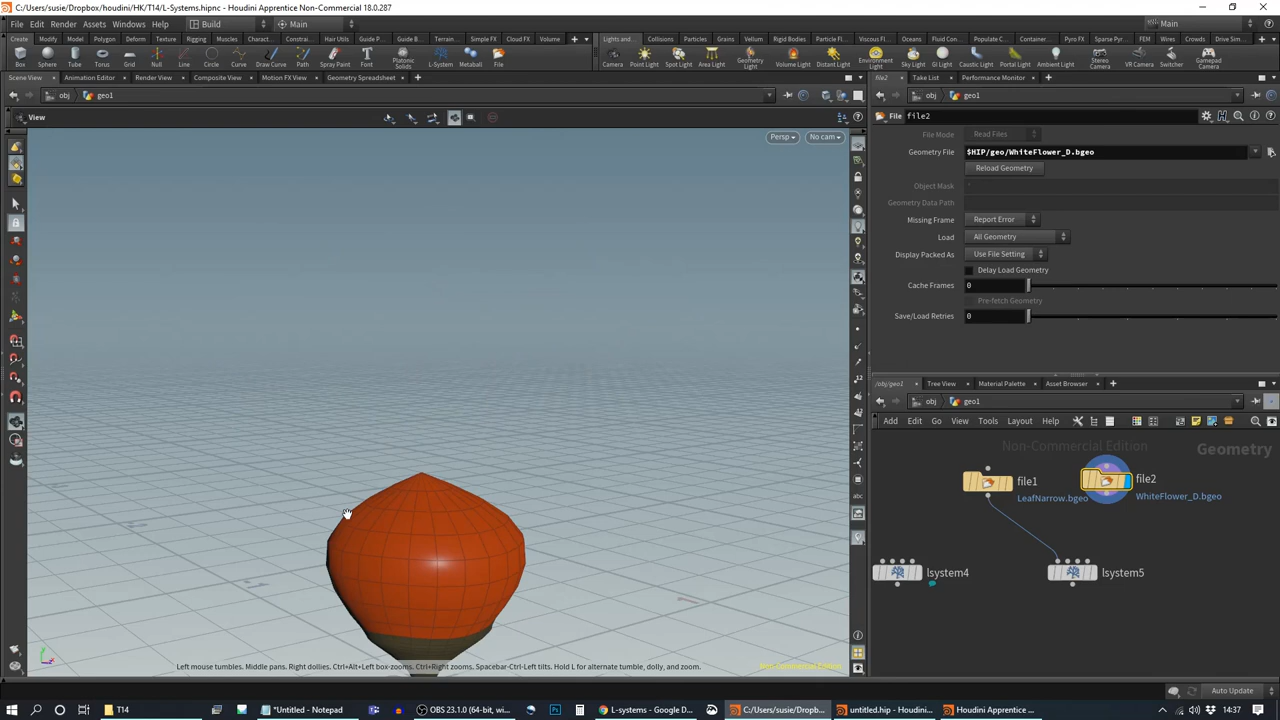 C:/Users/susie/Dropbox/houdini/HK/T14/L-Systems.hipnc - Houdini Apprentice Non-Commercial 18.0.287
File Edit Render Assets Windows Help Build Main Main
Create Modify Model Polygon Deform Texture Rigging Muscles Charact... Constrai... Hair Utils Guide P... Guide B... Terrain... Simple FX Cloud FX Volume
Lights and... Collisions Particles Grains Vellum Rigid Bodies Particle Fl... Viscous Fl... Oceans Fluid Con... Populate C... Container... Pyro FX Sparse Pyr... FEM Wires Crowds Drive Sim...
Box Sphere Tube Torus Grid Null Line Circle Curve Draw Curve Path Spray Paint Font Platonic Solids L-System Metaball File
Camera Point Light Spot Light Area Light Geometry Light Volume Light Distant Light Environment Light Sky Light GI Light Caustic Light Portal Light Ambient Light Stereo Camera VR Camera Switcher Gamepad Camera
Scene View Animation Editor Render View Composite View Motion FX View Geometry Spreadsheet
file2 Take List Performance Monitor
obj geo1
obj geo1
View
Persp No cam
File file2
File Mode Read Files
Geometry File $HIP/geo/WhiteFlower_D.bgeo
Reload Geometry
Object Mask *
Geometry Data Path
Missing Frame Report Error
Load All Geometry
Display Packed As Use File Setting
Delay Load Geometry
Cache Frames 0
Pre-fetch Geometry
Save/Load Retries 0
/obj/geo1 Tree View Material Palette Asset Browser
obj geo1
Add Edit Go View Tools Layout Help
Non-Commercial Edition Geometry
file1
LeafNarrow.bgeo
file2
WhiteFlower_D.bgeo
lsystem4
lsystem5
Left mouse tumbles. Middle pans. Right dollies. Ctrl+Alt+Left box-zooms. Ctrl+Right zooms. Spacebar-Ctrl-Left tilts. Hold L for alternate tumble, dolly, and zoom.
Non-Commercial Edition
Auto Update
T14 *Untitled - Notepad OBS 23.1.0 (64-bit, w... L-systems - Google D... C:/Users/susie/Dropb... untitled.hip - Houdini... Houdini Apprentice ... ENG 14:37